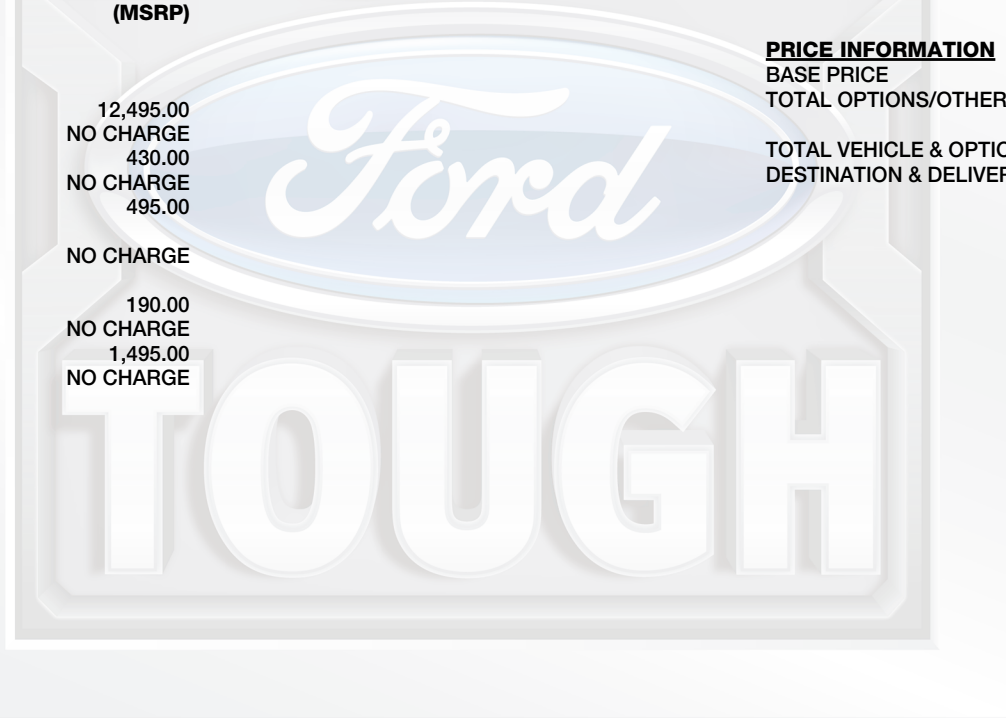 (MSRP)
12,495.00
NO CHARGE
430.00
NO CHARGE
495.00
NO CHARGE
190.00
NO CHARGE
1,495.00
NO CHARGE
PRICE INFORMATION
BASE PRICE
TOTAL OPTIONS/OTHER
TOTAL VEHICLE & OPTIO
DESTINATION & DELIVER
Ford
TOUGH